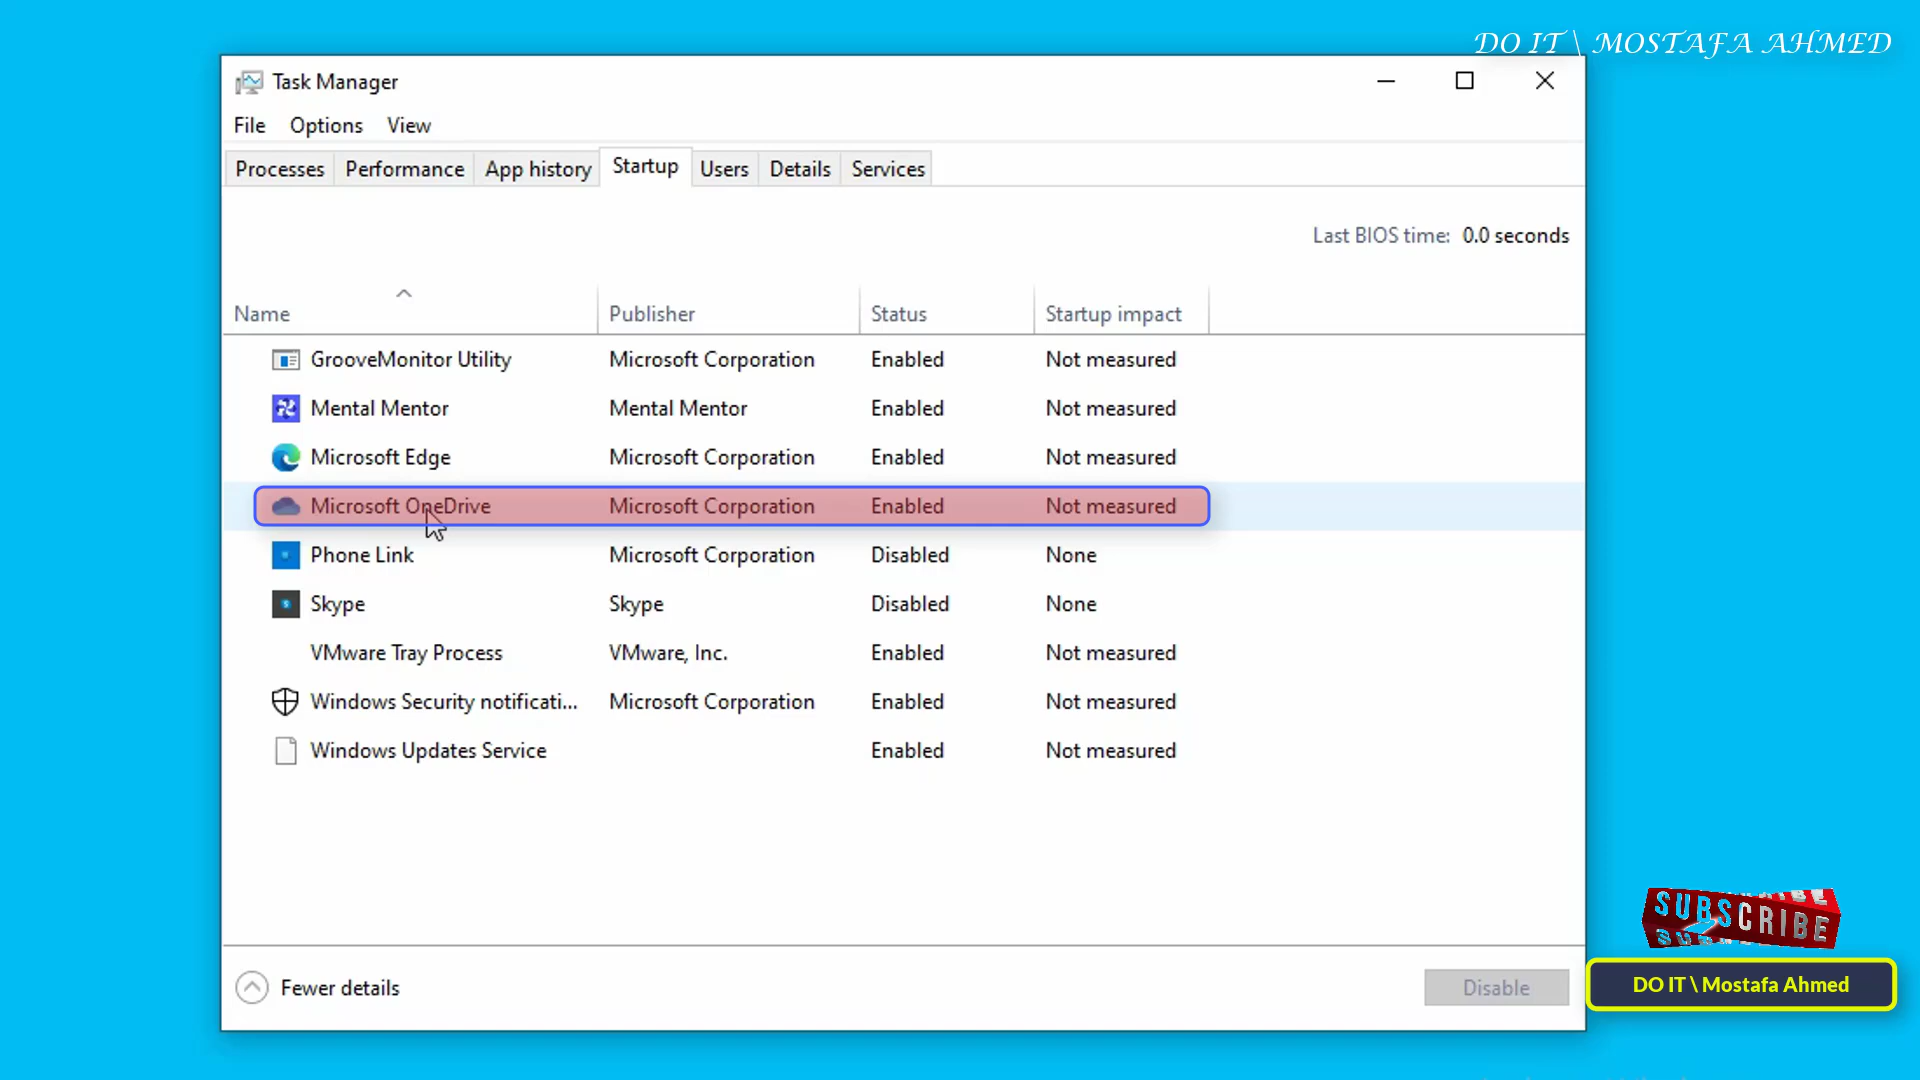 DO IT \ MOSTAFA AHMED
Task Manager
File Options View
Processes Performance App history Startup Users Details Services
Last BIOS time: 0.0 seconds
Name Publisher Status Startup impact
GrooveMonitor Utility Microsoft Corporation Enabled Not measured
Mental Mentor Mental Mentor Enabled Not measured
Microsoft Edge Microsoft Corporation Enabled Not measured
Microsoft OneDrive Microsoft Corporation Enabled Not measured
Phone Link Microsoft Corporation Disabled None
Skype Skype Disabled None
VMware Tray Process VMware, Inc. Enabled Not measured
Windows Security notificati... Microsoft Corporation Enabled Not measured
Windows Updates Service Enabled Not measured
SUBSCRIBE
Fewer details Disable
DO IT \ Mostafa Ahmed